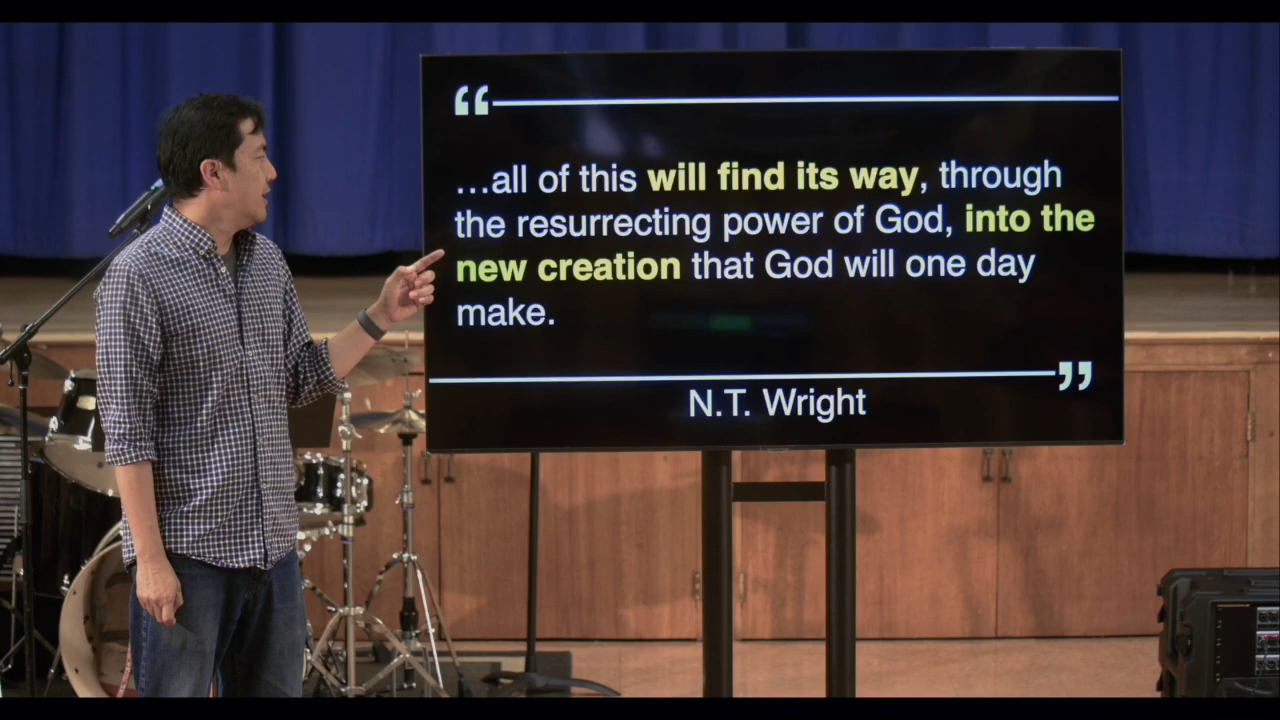 “
…all of this will find its way, through
the resurrecting power of God, into the
new creation that God will one day
make.
”
N.T. Wright